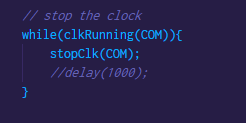 // stop the clock
while(clkRunning(COM)){
stopClk(COM);
//delay(1000);
}